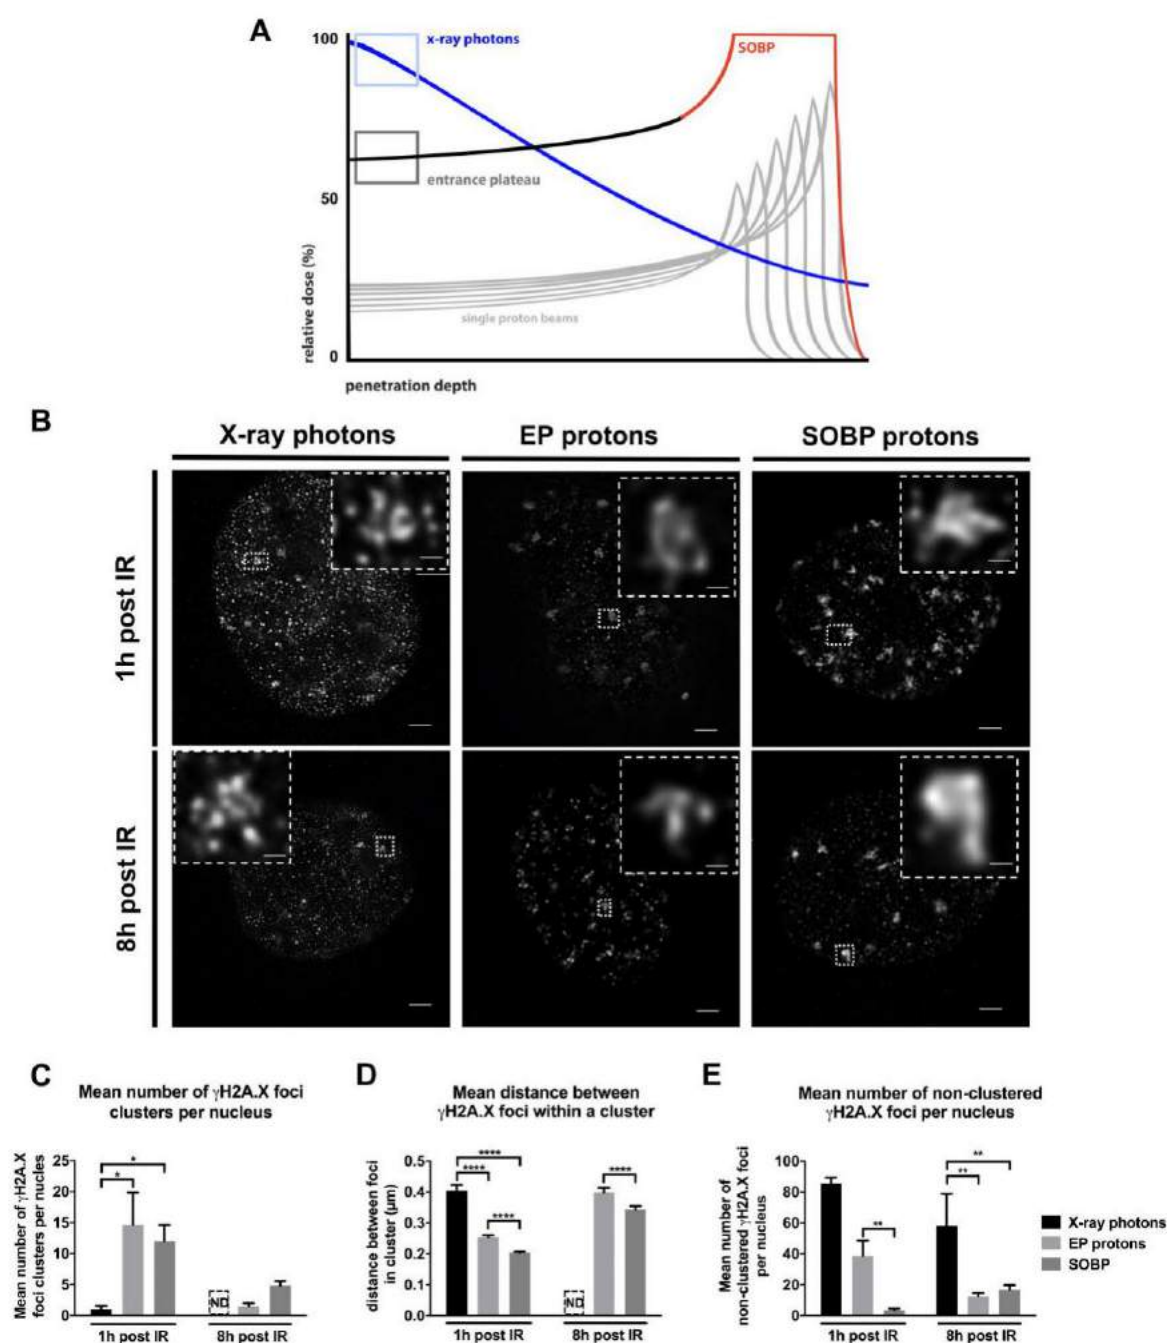 A
100
x-ray photons
SOBP
50
entrance plateau
relative dose (%)
single proton beams
0
penetration depth
B
X-ray photons
EP protons
SOBP protons
1h post IR
8h post IR
C
Mean number of γH2A.X foci
clusters per nucleus
Mean number of γH2A.X
foci clusters per nucles
25
20
15
10
5
0
*
*
ND
1h post IR
8h post IR
D
Mean distance between
γH2A.X foci within a cluster
distance between foci
in cluster (μm)
0.5
0.4
0.3
0.2
0.1
0.0
****
****
****
****
ND
1h post IR
8h post IR
E
Mean number of non-clustered
γH2A.X foci per nucleus
Mean number of
non-clustered γH2A.X foci
per nucleus
100
80
60
40
20
0
**
**
**
1h post IR
8h post IR
X-ray photons
EP protons
SOBP